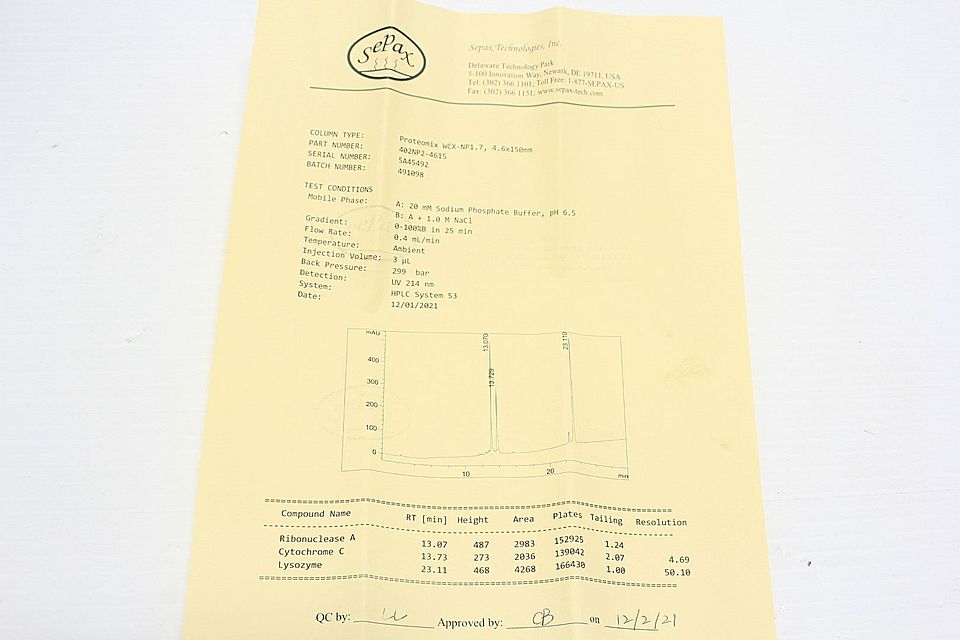 Sepax
Sepax Technologies, Inc.
Delaware Technology Park
5-100 Innovation Way, Newark, DE 19711, USA
Tel: (302) 366 1101; Toll Free: 1-877-SEPAX-US
Fax: (302) 366 1151; www.sepax-tech.com
COLUMN TYPE: Proteomix WCX-NP1.7, 4.6x150mm
PART NUMBER: 402NP2-4615
SERIAL NUMBER: 5A45492
BATCH NUMBER: 491098
TEST CONDITIONS
Mobile Phase: A: 20 mM Sodium Phosphate Buffer, pH 6.5
B: A + 1.0 M NaCl
Gradient: 0-100%B in 25 min
Flow Rate: 0.4 mL/min
Temperature: Ambient
Injection Volume: 3 µL
Back Pressure: 299 bar
Detection: UV 214 nm
System: HPLC System 53
Date: 12/01/2021
mAU
13.070
13.729
23.110
400
300
200
100
0
10 20 min
Compound Name RT [min] Height Area Plates Tailing Resolution
Ribonuclease A 13.07 487 2983 152925 1.24
Cytochrome C 13.73 273 2036 139042 2.07 4.69
Lysozyme 23.11 468 4268 166430 1.00 50.10
QC by: Approved by: CB on 12/2/21